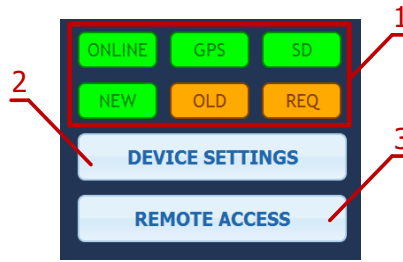 1
ONLINE GPS SD
2
NEW OLD REQ
3
DEVICE SETTINGS
REMOTE ACCESS